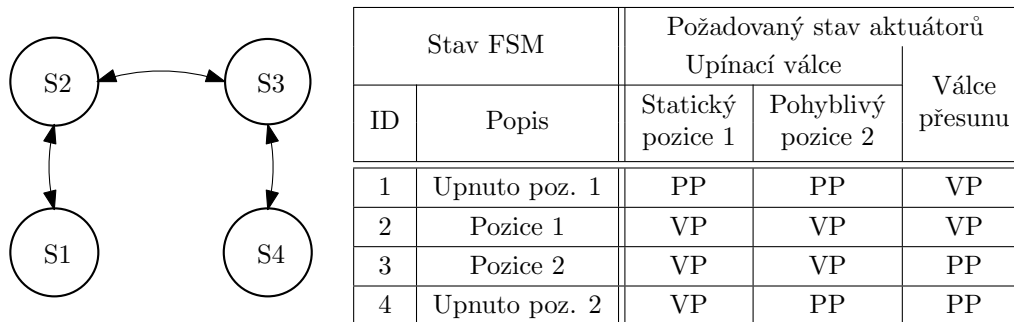 S2 S3
S1 S4
Stav FSM Požadovaný stav aktuátorů
Upínací válce Válce přesunu
ID Popis Statický pozice 1 Pohyblivý pozice 2
1 Upnuto poz. 1 PP PP VP
2 Pozice 1 VP VP VP
3 Pozice 2 VP VP PP
4 Upnuto poz. 2 VP PP PP